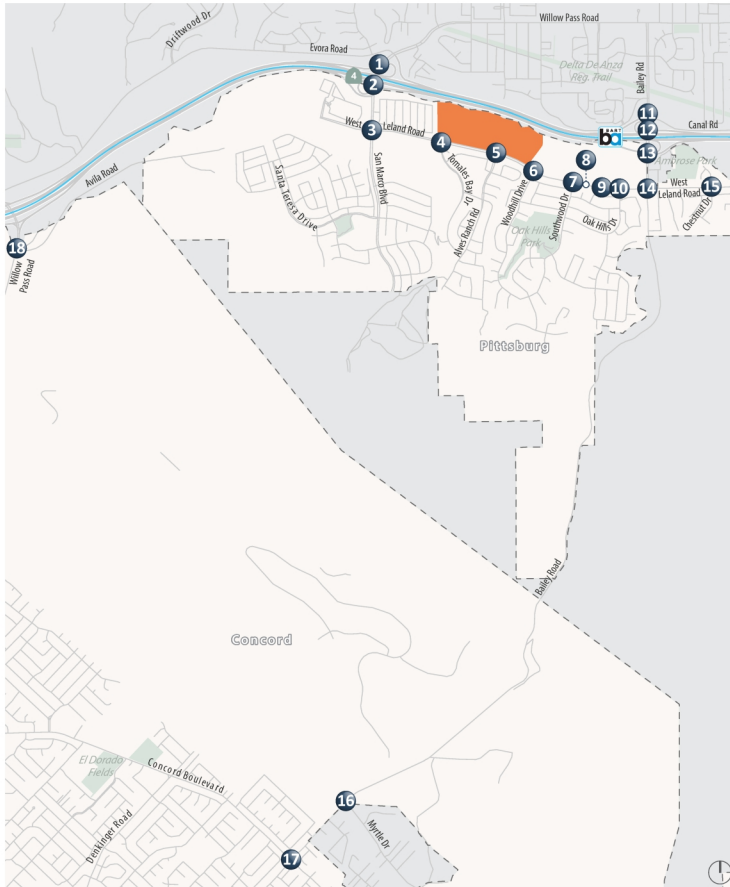 Willow Pass Road
Driftwood Dr
Evora Road
1
Delta De Anza
Reg. Trail
Bailey Rd
4
2
11
BART
ba
12
Canal Rd
West Leland Road
3
4
5
6
8
13
Ambrose Park
7
9
10
14
West
Leland Road
15
Chestnut Dr
Avila Road
Santa Teresa Drive
San Marco Blvd
Tomales Bay Dr
Alves Ranch Rd
Woodhill Drive
Southwood Dr
Oak Hills Dr
Oak Hills
Park
18
Willow
Pass Road
Pittsburg
Bailey Road
Concord
El Dorado
Fields
Concord Boulevard
Denkinger Road
16
Myrtle Dr
17